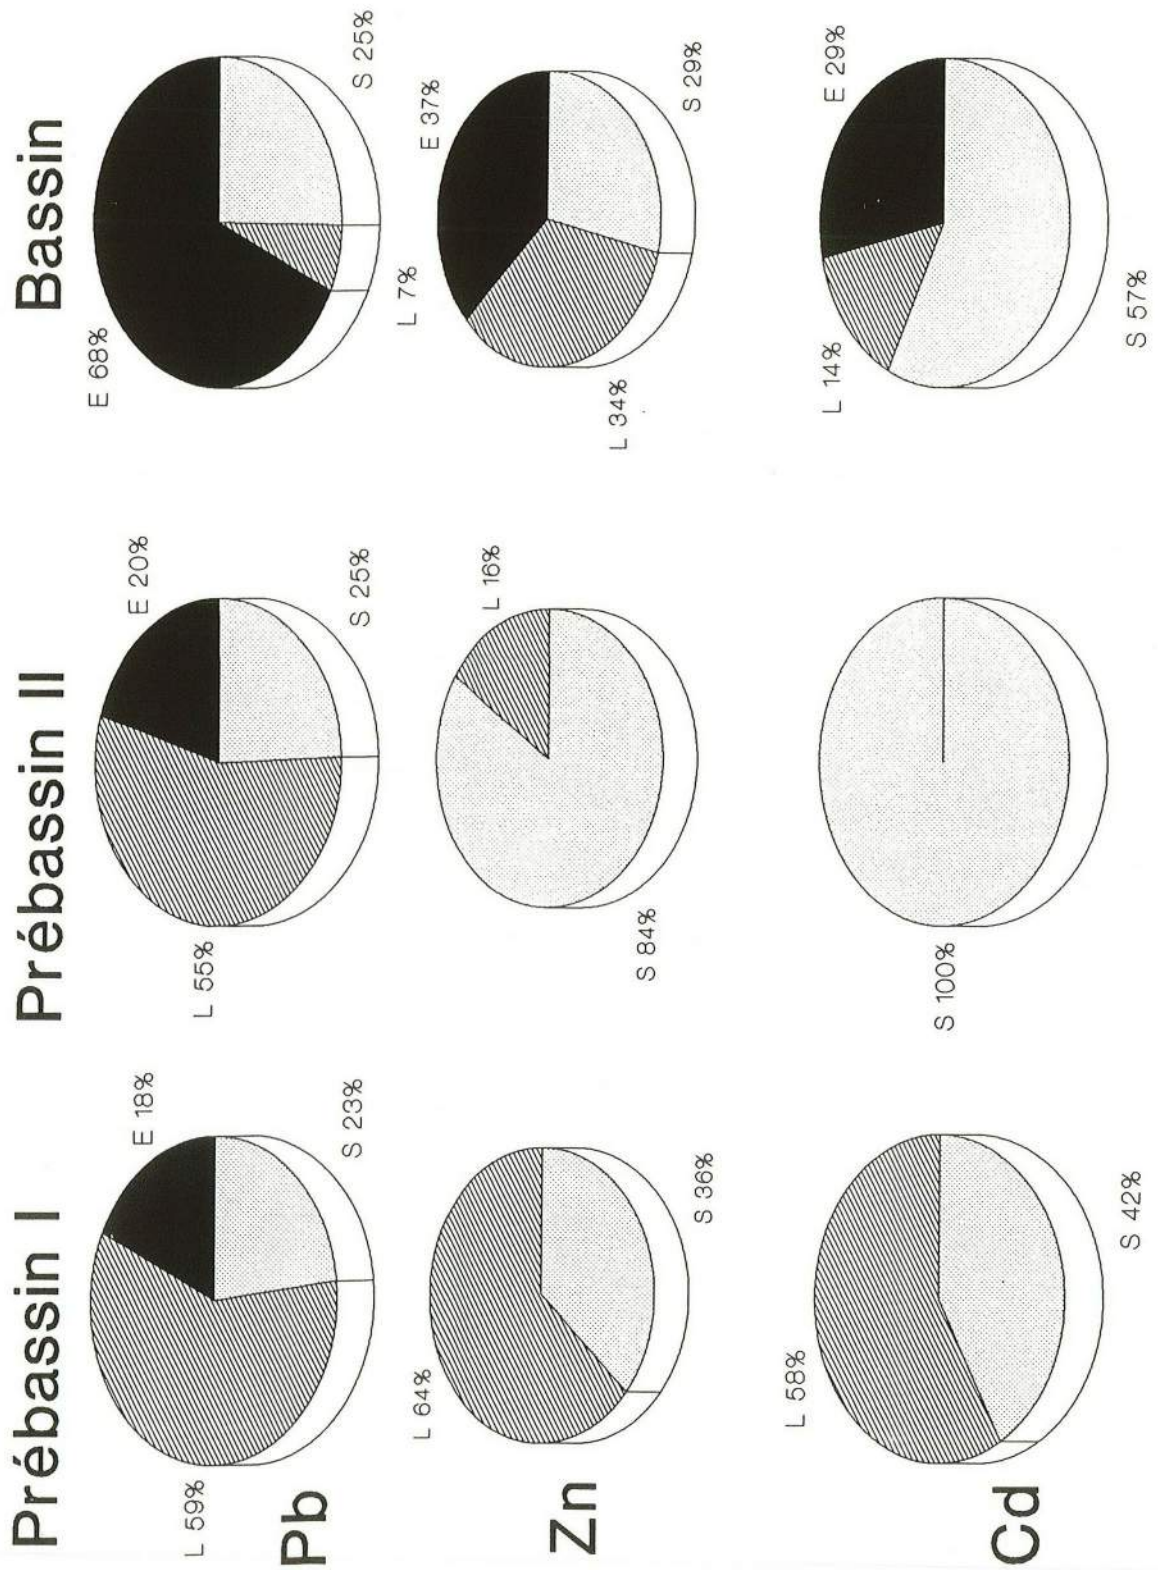 Prébassin I
Prébassin II
Bassin
Pb
E 18%
L 59%
S 23%
E 20%
L 55%
S 25%
E 68%
S 25%
L 7%
Zn
L 64%
S 36%
L 16%
S 84%
E 37%
L 34%
S 29%
Cd
L 58%
S 42%
S 100%
E 29%
L 14%
S 57%